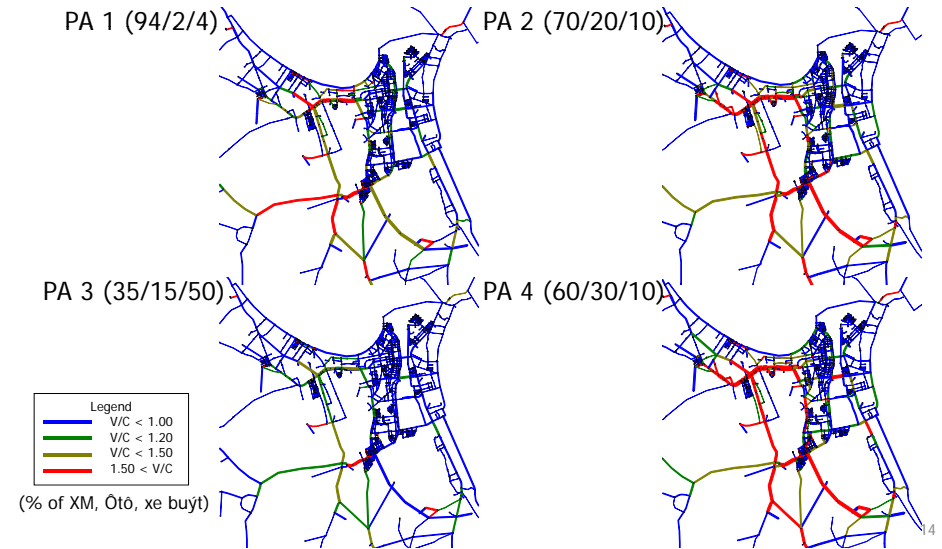 PA 1 (94/2/4)
PA 2 (70/20/10)
PA 3 (35/15/50)
PA 4 (60/30/10)
Legend
V/C < 1.00
V/C < 1.20
V/C < 1.50
1.50 < V/C
(% of XM, Ôtô, xe buýt)
14